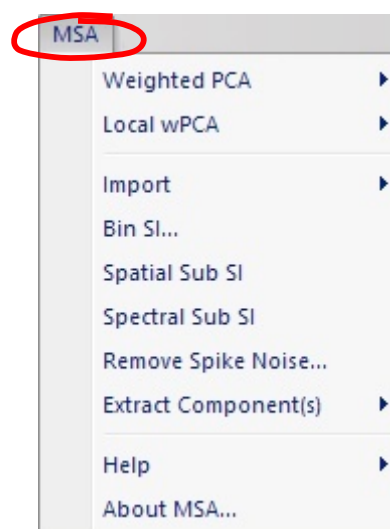 MSA
Weighted PCA
Local wPCA
Import
Bin SI...
Spatial Sub SI
Spectral Sub SI
Remove Spike Noise...
Extract Component(s)
Help
About MSA...